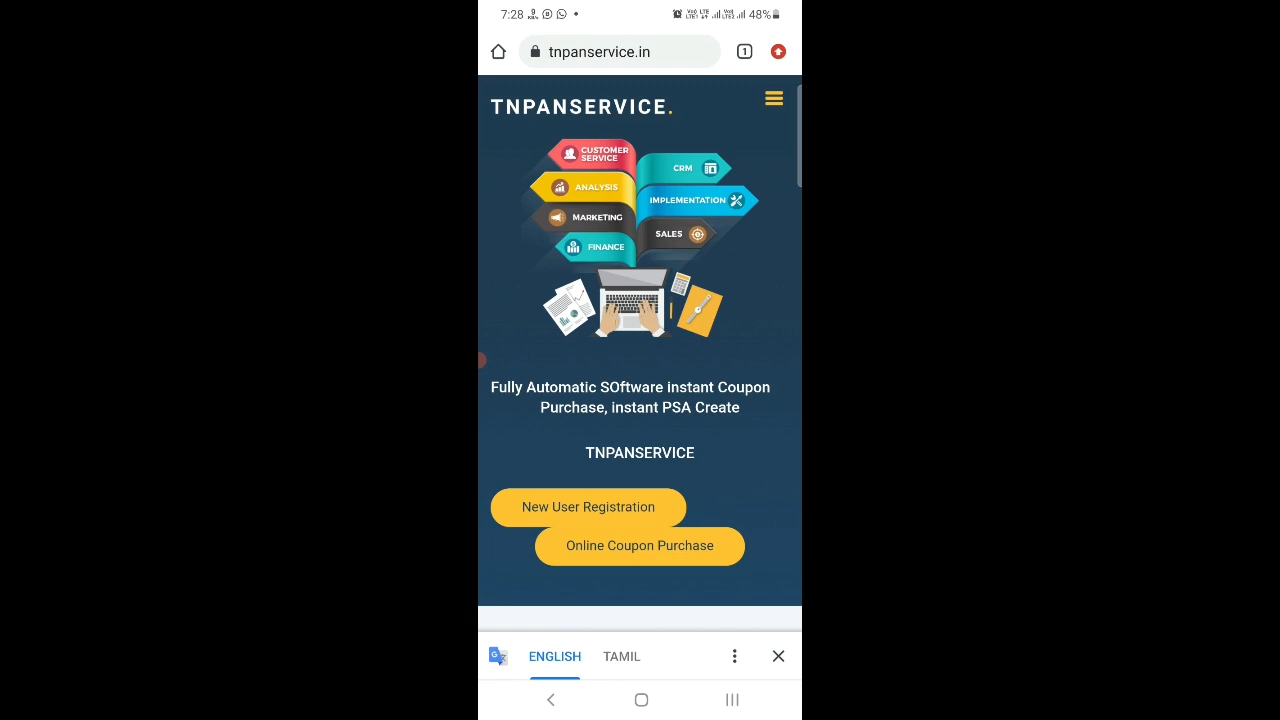 7:28
48%
tnpanservice.in
1
TNPANSERVICE.
CUSTOMER
SERVICE
CRM
ANALYSIS
IMPLEMENTATION
MARKETING
SALES
FINANCE
Fully Automatic SOftware instant Coupon
Purchase, instant PSA Create
TNPANSERVICE
New User Registration
Online Coupon Purchase
ENGLISH TAMIL